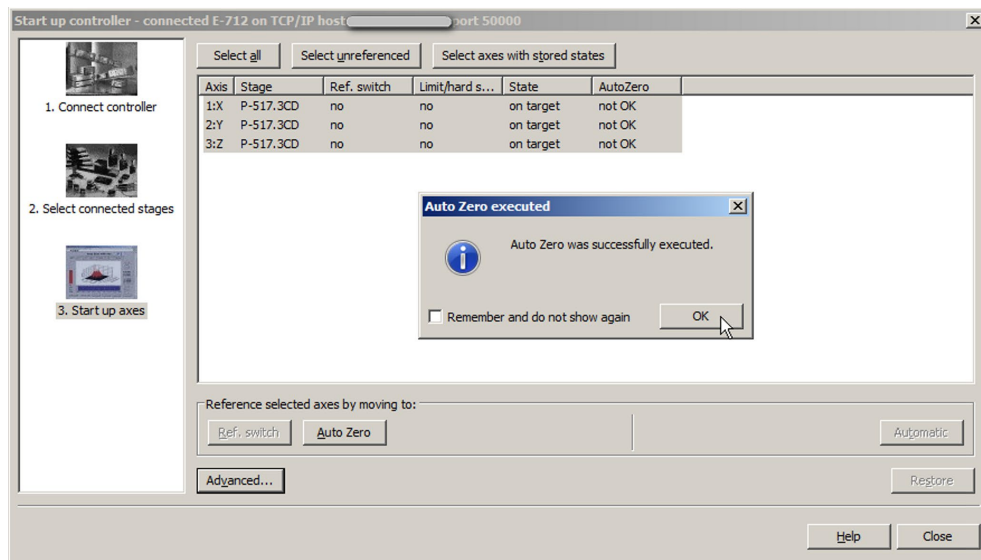 Start up controller - connected E-712 on TCP/IP host port 50000
Select all Select unreferenced Select axes with stored states
Axis Stage Ref. switch Limit/hard s... State AutoZero
1:X P-517.3CD no no on target not OK
2:Y P-517.3CD no no on target not OK
3:Z P-517.3CD no no on target not OK
1. Connect controller
2. Select connected stages
3. Start up axes
Auto Zero executed
Auto Zero was successfully executed.
Remember and do not show again OK
Reference selected axes by moving to:
Ref. switch Auto Zero Automatic
Advanced... Restore
Help Close